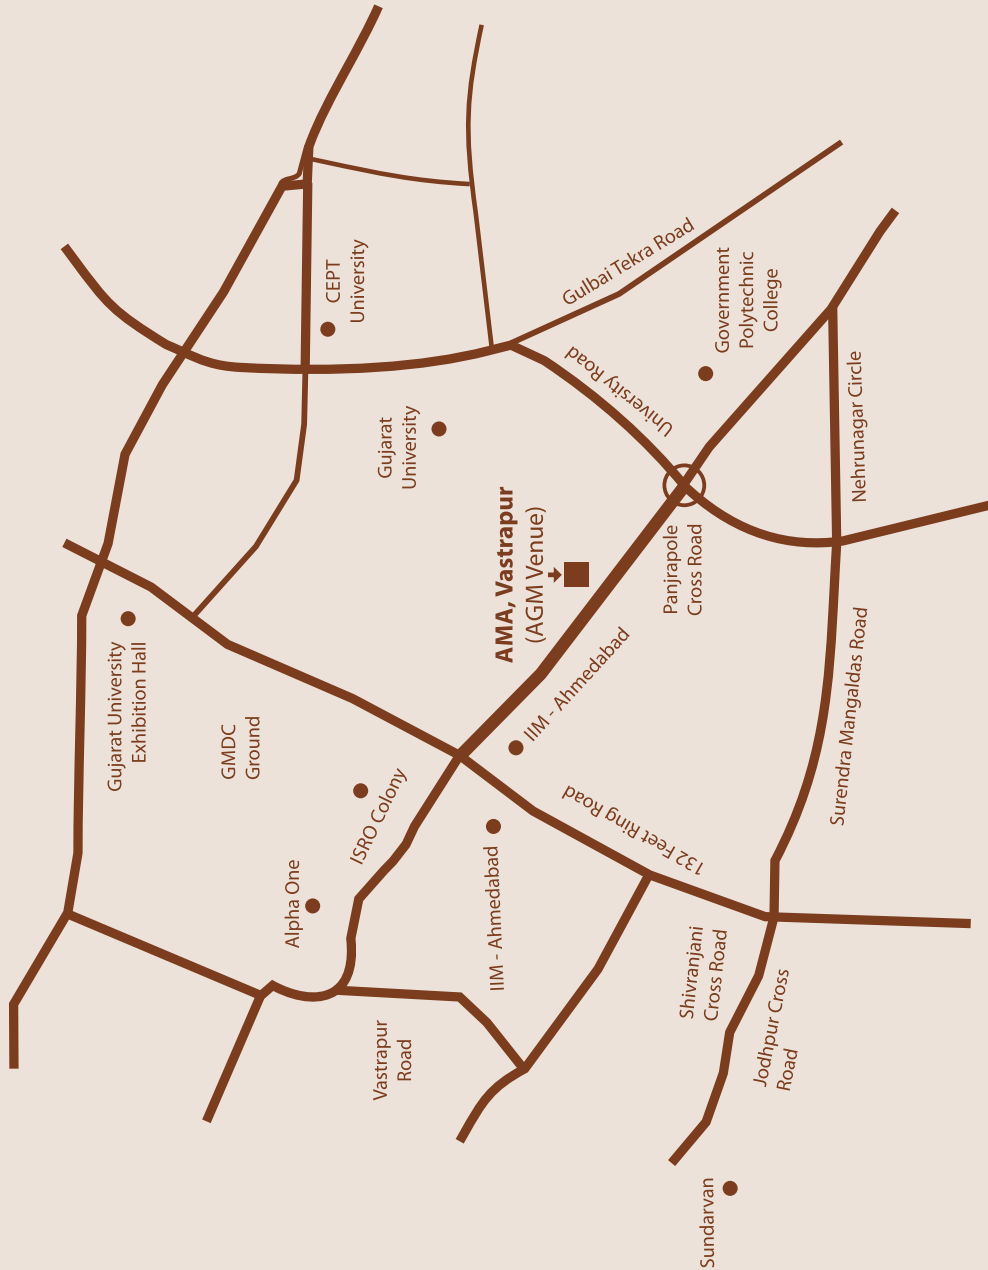 CEPT
University
Gulbai Tekra Road
Government
Polytechnic
College
University Road
Gujarat
University
Nehrunagar Circle
AMA, Vastrapur
(AGM Venue)
Panjrapole
Cross Road
Gujarat University
Exhibition Hall
GMDC
Ground
IIM - Ahmedabad
Surendra Mangaldas Road
ISRO Colony
132 Feet Ring Road
Alpha One
IIM - Ahmedabad
Shivranjani
Cross Road
Jodhpur Cross
Road
Vastrapur
Road
Sundarvan